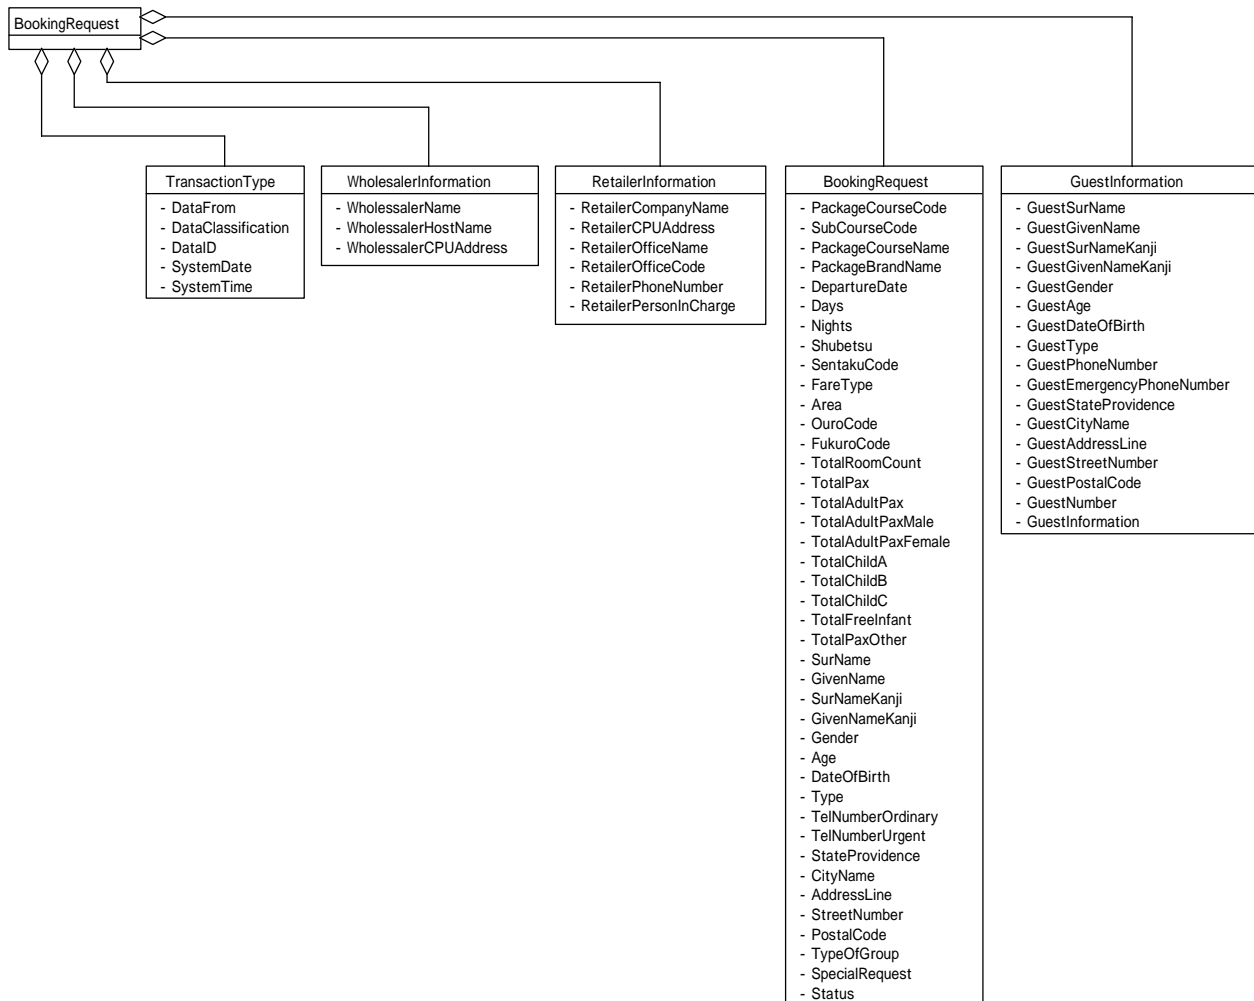 BookingRequest
TransactionType
- DataFrom
- DataClassification
- DataID
- SystemDate
- SystemTime
WholesalerInformation
- WholessalerName
- WholessalerHostName
- WholessalerCPUAddress
RetailerInformation
- RetailerCompanyName
- RetailerCPUAddress
- RetailerOfficeName
- RetailerOfficeCode
- RetailerPhoneNumber
- RetailerPersonInCharge
BookingRequest
- PackageCourseCode
- SubCourseCode
- PackageCourseName
- PackageBrandName
- DepartureDate
- Days
- Nights
- Shubetsu
- SentakuCode
- FareType
- Area
- OuroCode
- FukuroCode
- TotalRoomCount
- TotalPax
- TotalAdultPax
- TotalAdultPaxMale
- TotalAdultPaxFemale
- TotalChildA
- TotalChildB
- TotalChildC
- TotalFreeInfant
- TotalPaxOther
- SurName
- GivenName
- SurNameKanji
- GivenNameKanji
- Gender
- Age
- DateOfBirth
- Type
- TelNumberOrdinary
- TelNumberUrgent
- StateProvidence
- CityName
- AddressLine
- StreetNumber
- PostalCode
- TypeOfGroup
- SpecialRequest
- Status
GuestInformation
- GuestSurName
- GuestGivenName
- GuestSurNameKanji
- GuestGivenNameKanji
- GuestGender
- GuestAge
- GuestDateOfBirth
- GuestType
- GuestPhoneNumber
- GuestEmergencyPhoneNumber
- GuestStateProvidence
- GuestCityName
- GuestAddressLine
- GuestStreetNumber
- GuestPostalCode
- GuestNumber
- GuestInformation